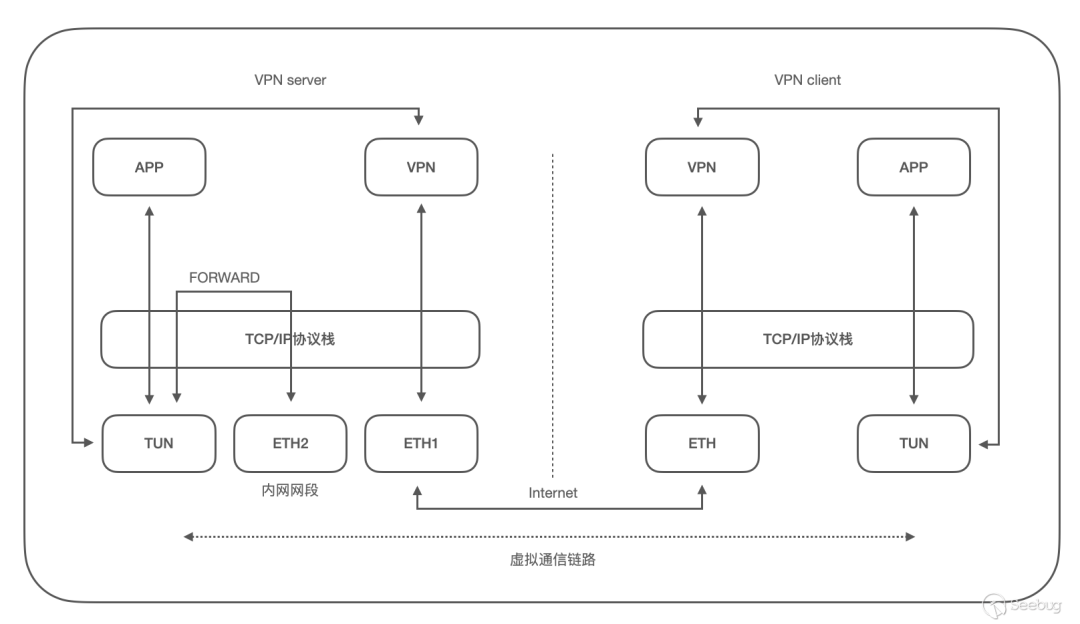 VPN server
VPN client
APP
VPN
VPN
APP
FORWARD
TCP/IP协议栈
TCP/IP协议栈
TUN
ETH2
ETH1
ETH
TUN
内网网段
Internet
虚拟通信链路
Seebug